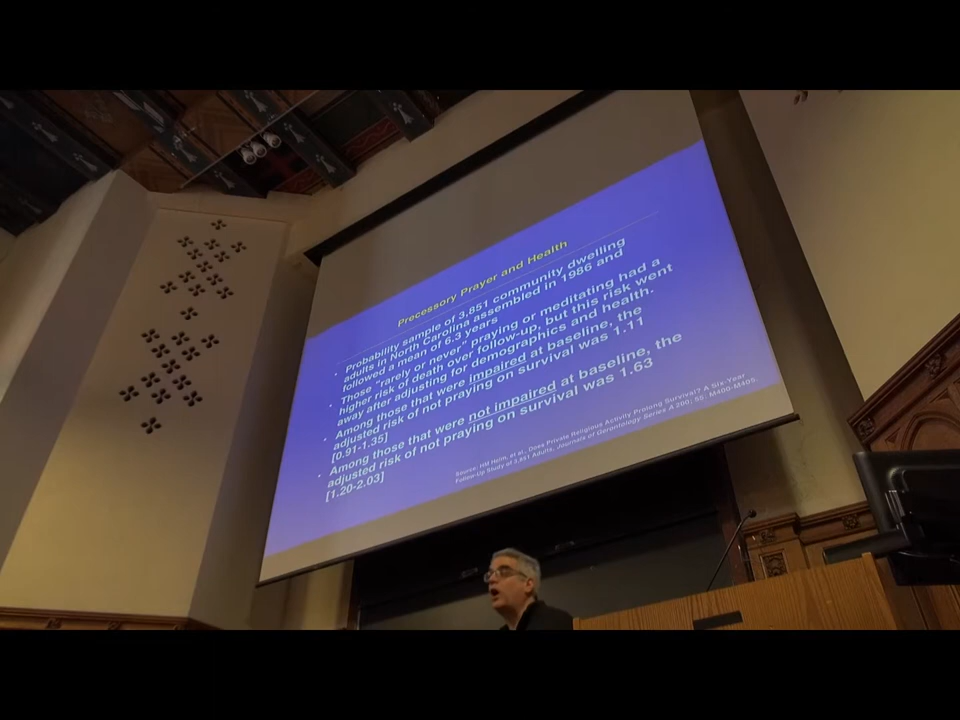 Precessory Prayer and Health
• Probability sample of 3,851 community dwelling
adults in North Carolina assembled in 1986 and
followed a mean of 6.3 years
• Those "rarely or never" praying or meditating had a
higher risk of death over follow-up, but this risk went
away after adjusting for demographics and health.
• Among those that were impaired at baseline, the
adjusted risk of not praying on survival was 1.11
[0.91-1.35]
• Among those that were not impaired at baseline, the
adjusted risk of not praying on survival was 1.63
[1.20-2.03]
Source: HM Helm, et al., Does Private Religious Activity Prolong Survival? A Six-Year
Follow-Up Study of 3,851 Adults, Journals of Gerontology Series A 200; 55: M400-M405.